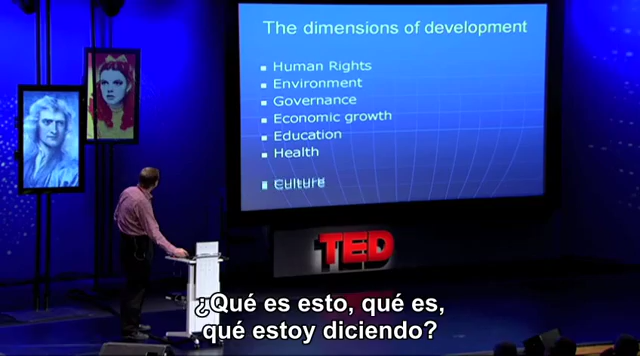 The dimensions of development
Human Rights
Environment
Governance
Economic growth
Education
Health
Culture
TED
¿Qué es esto, qué es,
qué estoy diciendo?